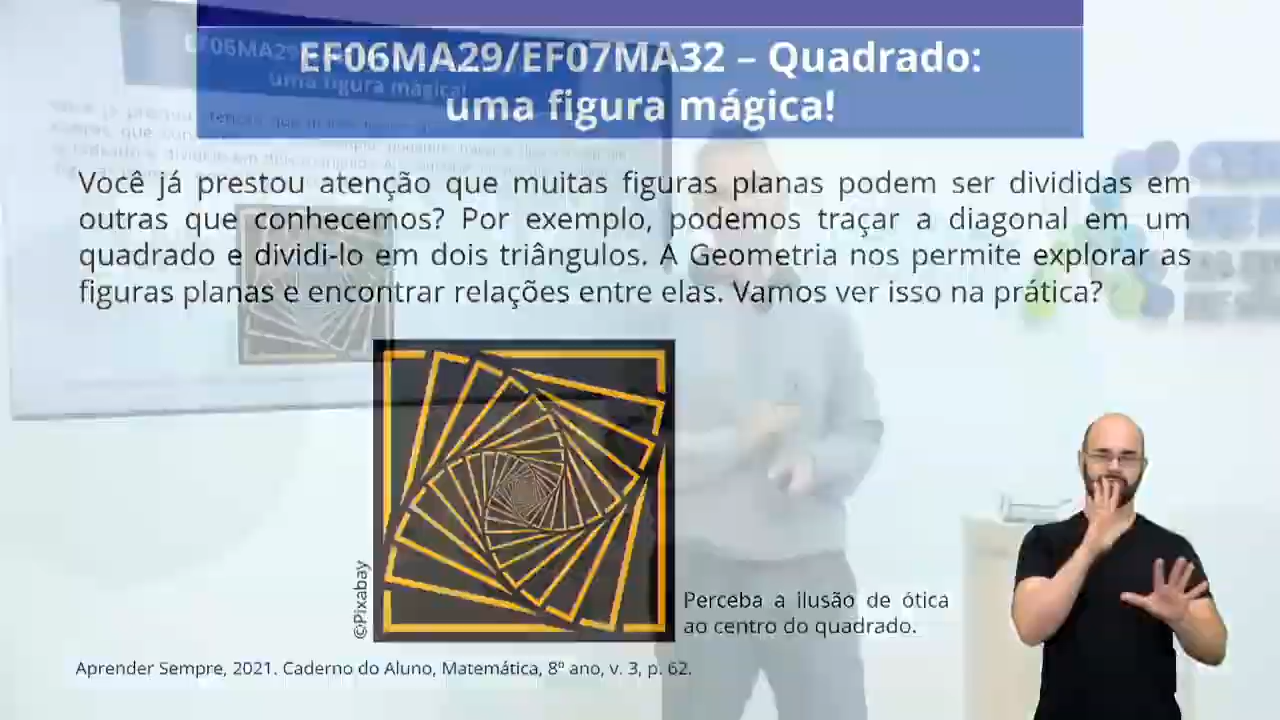 EF06MA29/EF07MA32 – Quadrado:
uma figura mágica!
Você já prestou atenção que muitas figuras planas podem ser divididas em
outras que conhecemos? Por exemplo, podemos traçar a diagonal em um
quadrado e dividi-lo em dois triângulos. A Geometria nos permite explorar as
figuras planas e encontrar relações entre elas. Vamos ver isso na prática?
©Pixabay
Perceba a ilusão de ótica
ao centro do quadrado.
Aprender Sempre, 2021. Caderno do Aluno, Matemática, 8º ano, v. 3, p. 62.